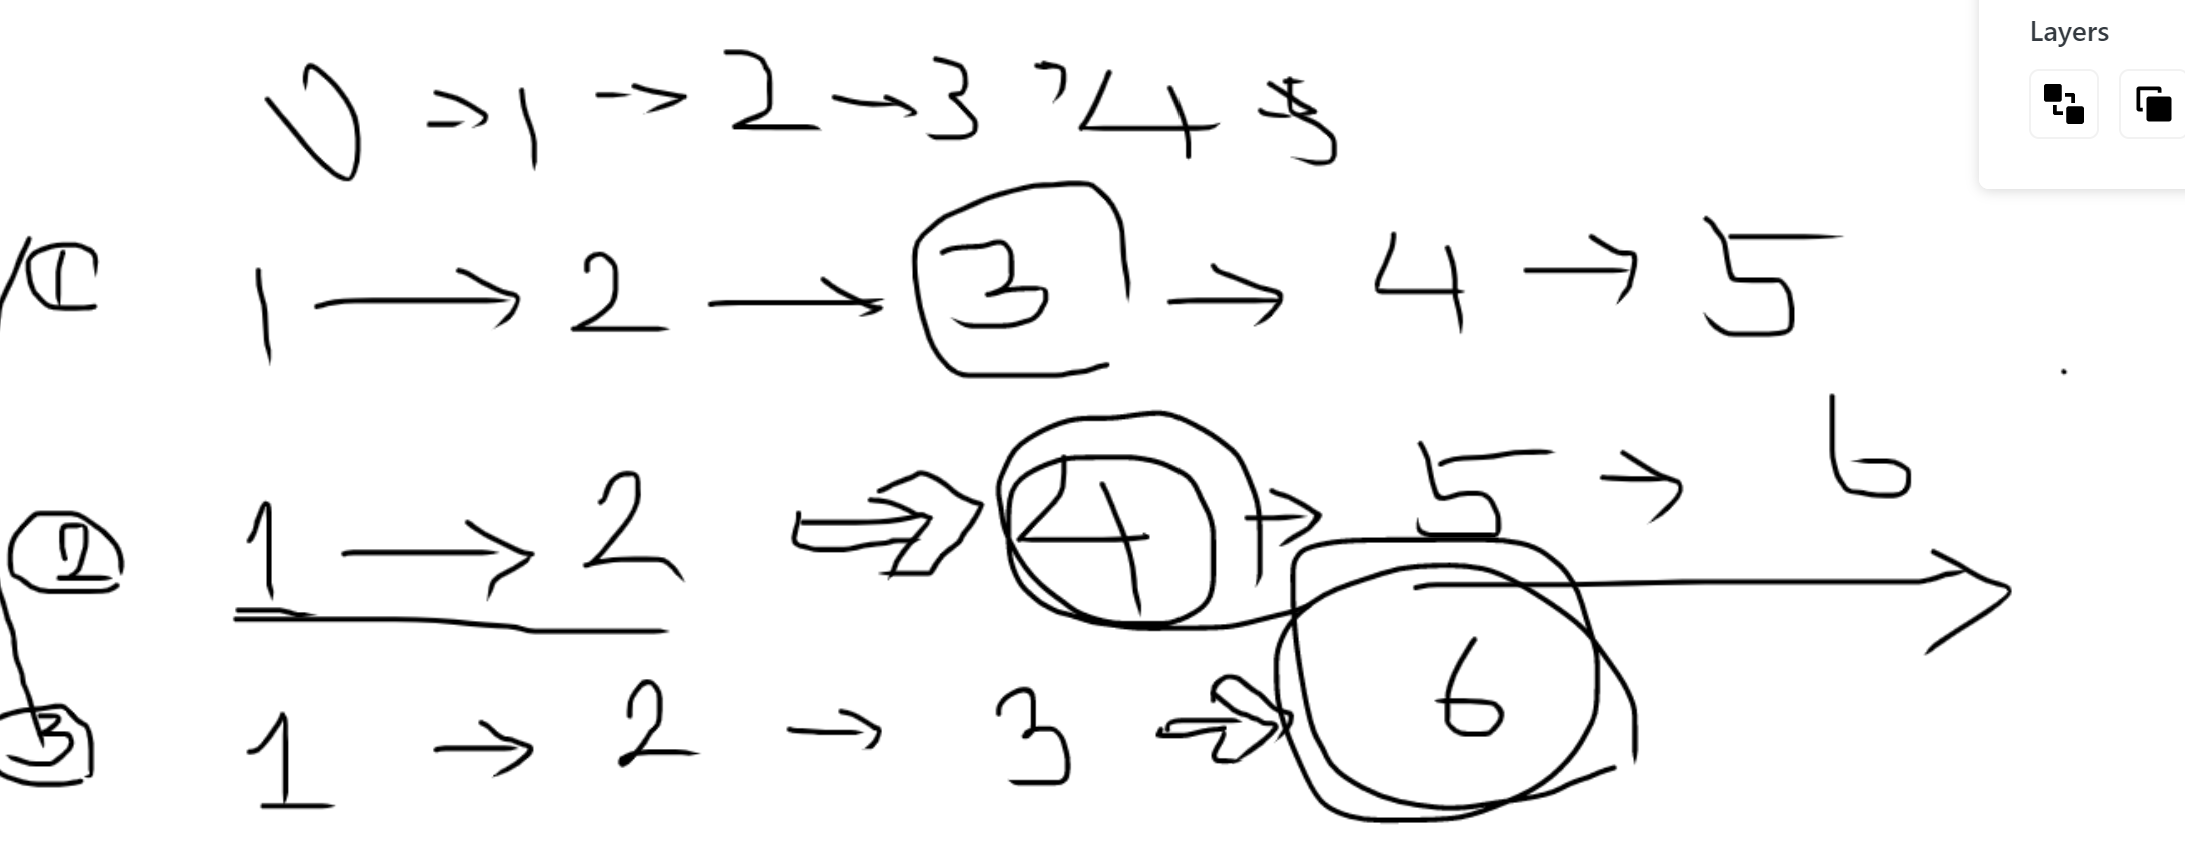 Layers
0 → 1 → 2 → 3 → 4 → 5
① 1 → 2 → 3 → 4 → 5
② 1 → 2 ⇒ 4 → 5 → 6
③ 1 → 2 → 3 ⇒ 6